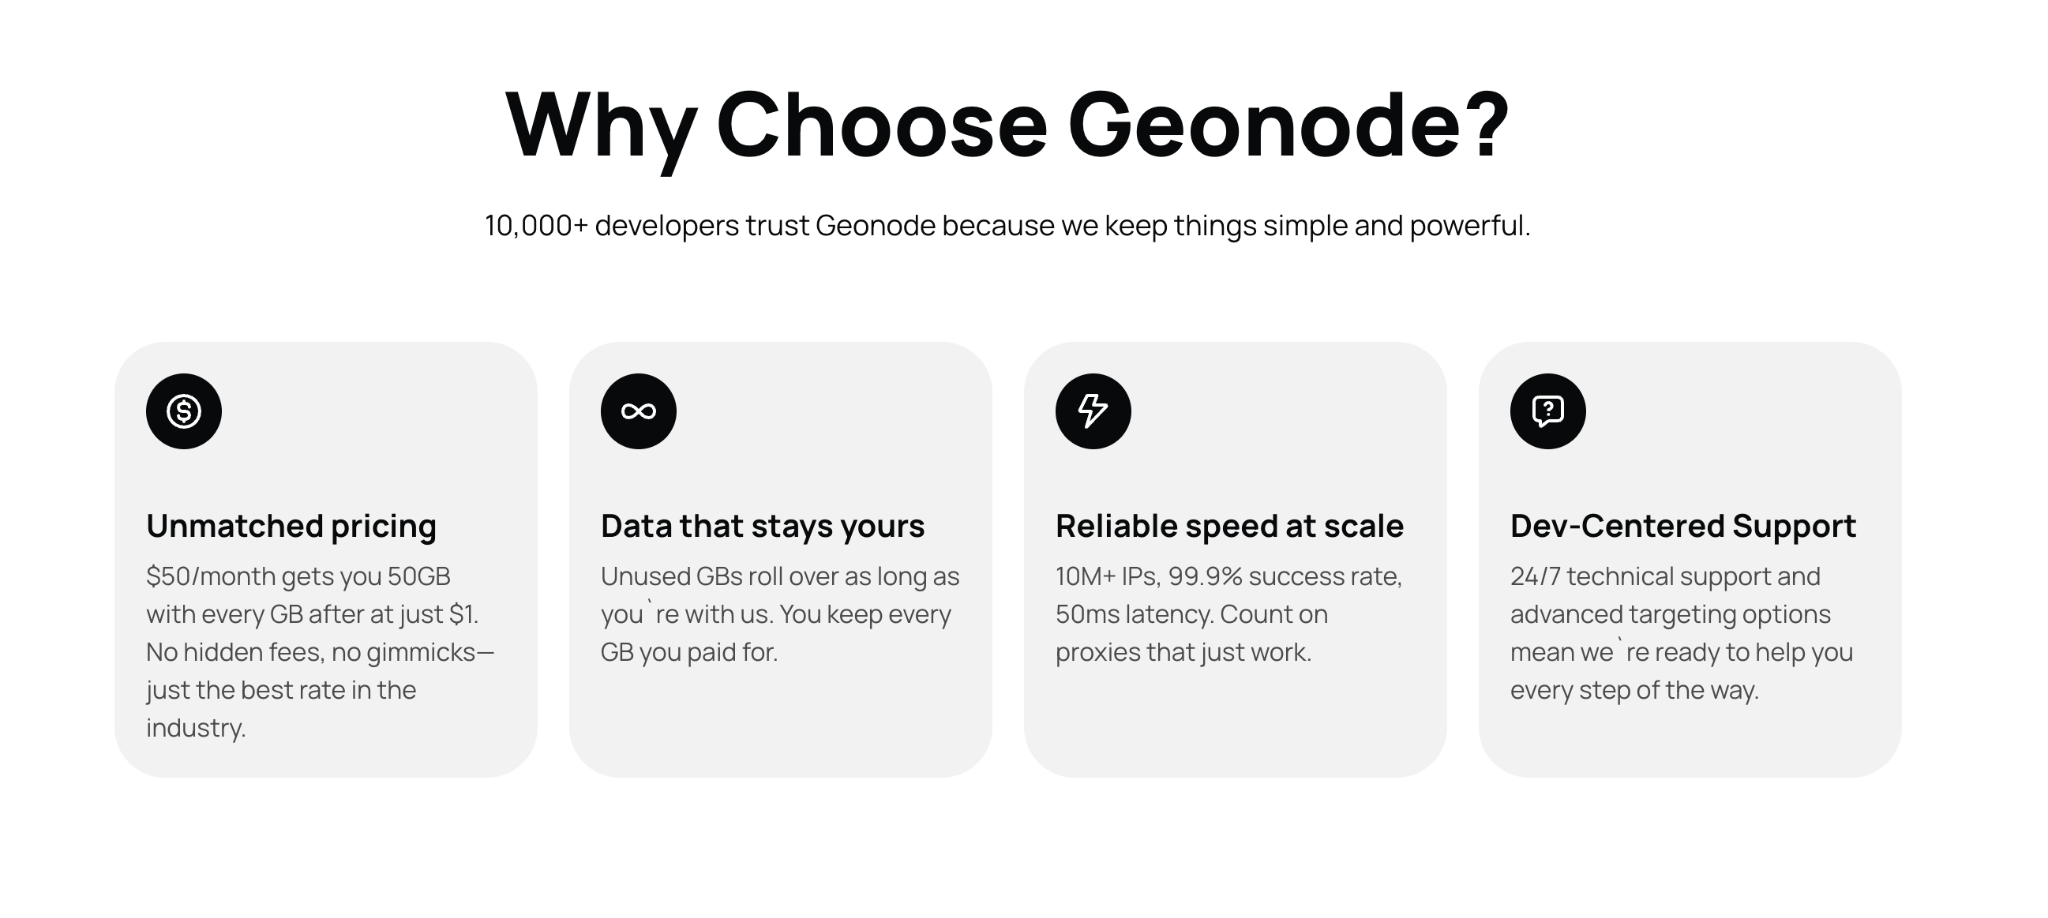 Why Choose Geonode?
10,000+ developers trust Geonode because we keep things simple and powerful.
Unmatched pricing
$50/month gets you 50GB
with every GB after at just $1.
No hidden fees, no gimmicks—
just the best rate in the
industry.
Data that stays yours
Unused GBs roll over as long as
you`re with us. You keep every
GB you paid for.
Reliable speed at scale
10M+ IPs, 99.9% success rate,
50ms latency. Count on
proxies that just work.
Dev-Centered Support
24/7 technical support and
advanced targeting options
mean we`re ready to help you
every step of the way.